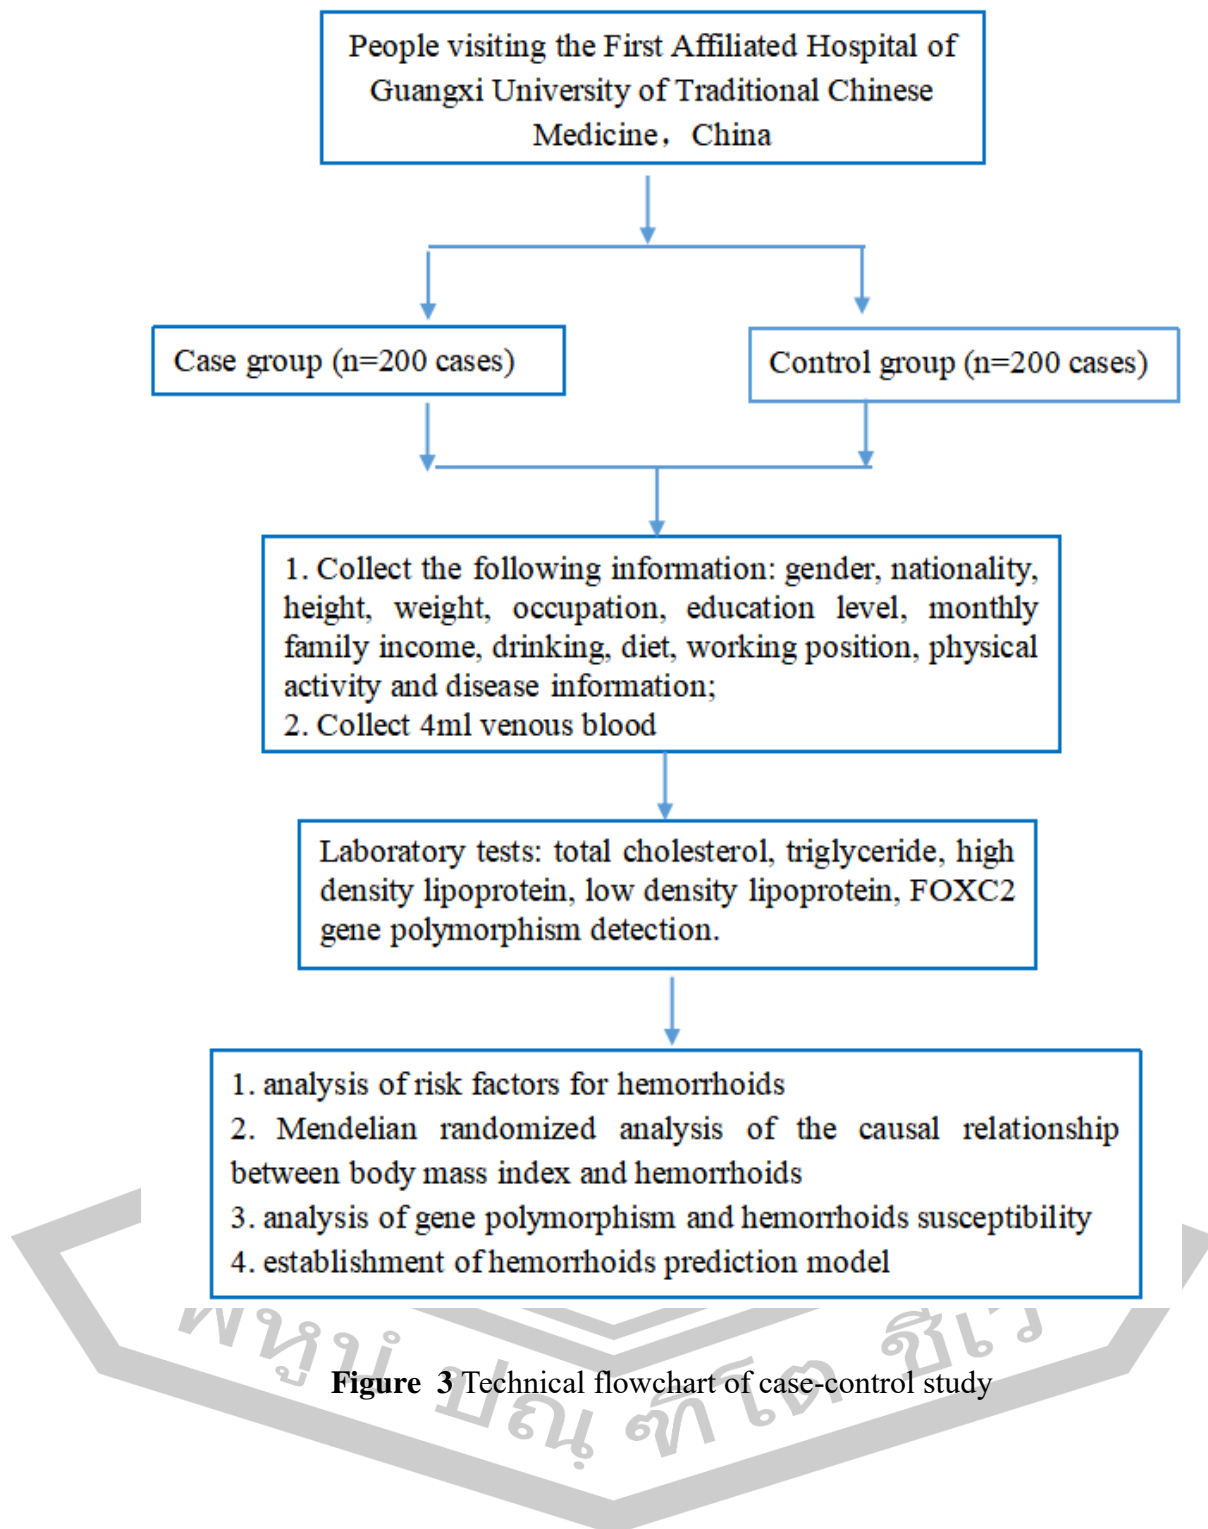 People visiting the First Affiliated Hospital of
Guangxi University of Traditional Chinese
Medicine，China
Case group (n=200 cases)
Control group (n=200 cases)
1. Collect the following information: gender, nationality,
height, weight, occupation, education level, monthly
family income, drinking, diet, working position, physical
activity and disease information;
2. Collect 4ml venous blood
Laboratory tests: total cholesterol, triglyceride, high
density lipoprotein, low density lipoprotein, FOXC2
gene polymorphism detection.
1. analysis of risk factors for hemorrhoids
2. Mendelian randomized analysis of the causal relationship
between body mass index and hemorrhoids
3. analysis of gene polymorphism and hemorrhoids susceptibility
4. establishment of hemorrhoids prediction model
Figure 3 Technical flowchart of case-control study